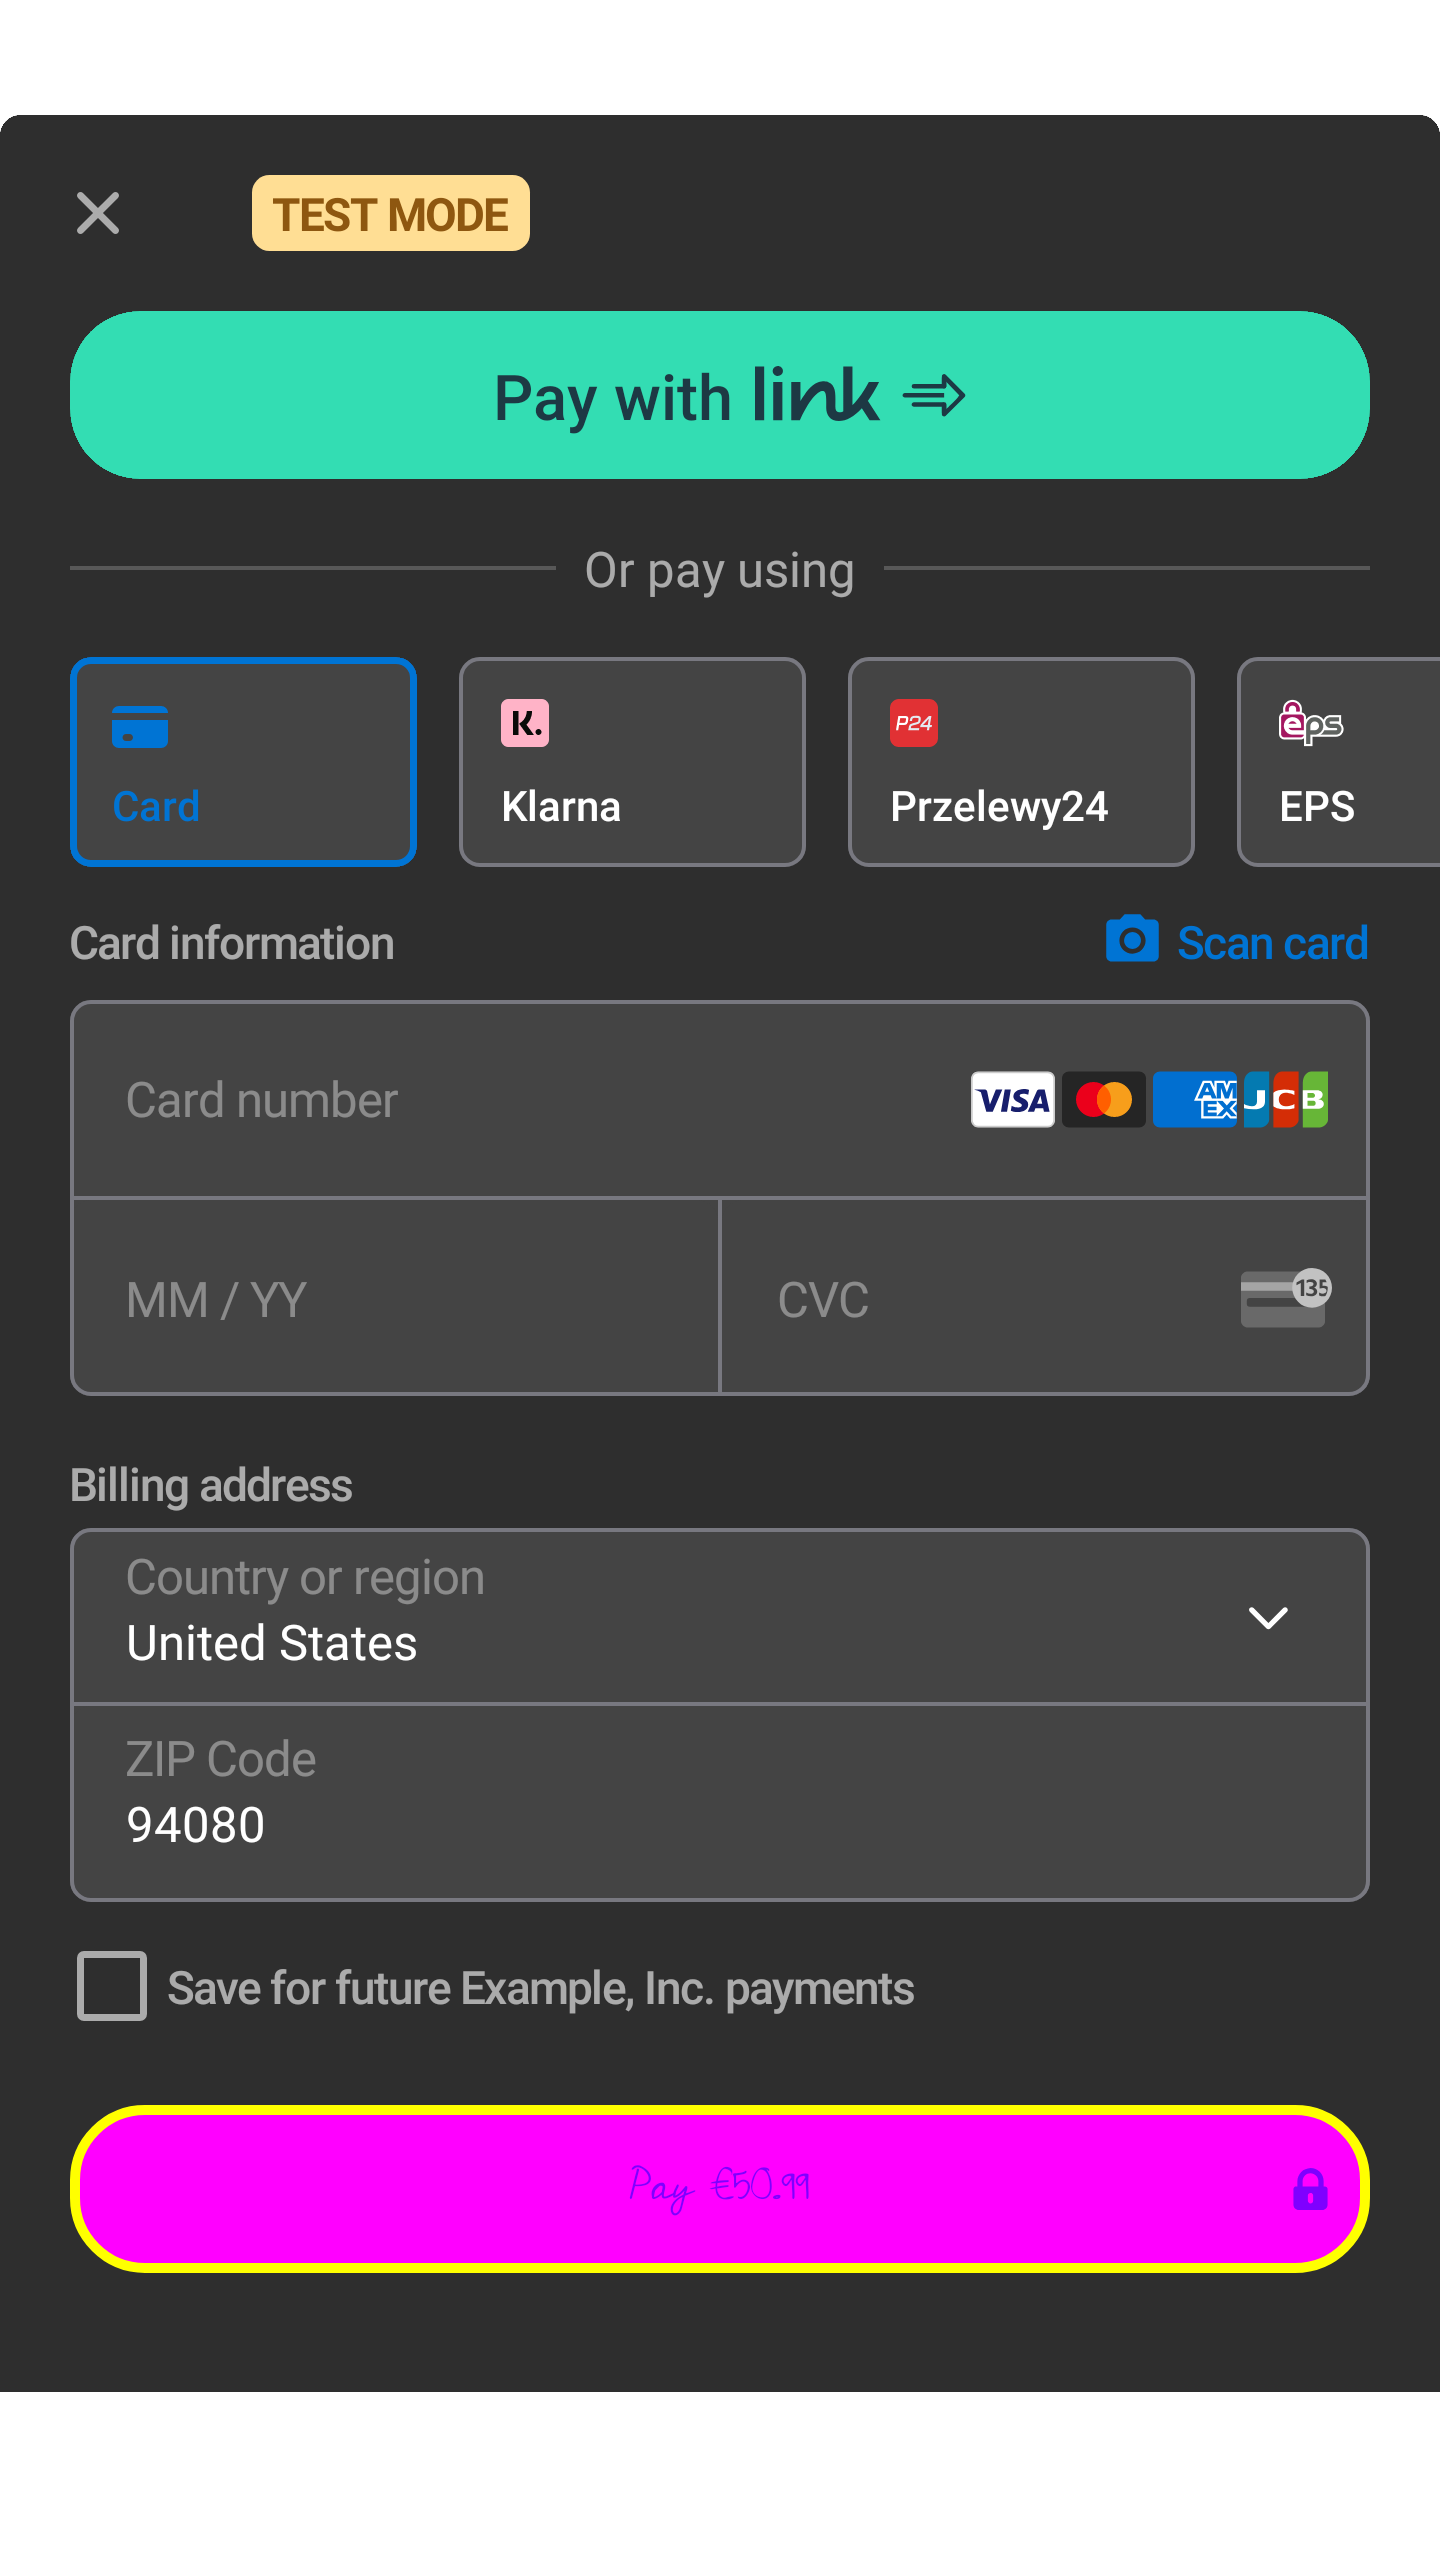 TEST MODE
Pay with link
Or pay using
K. P24 eps
Card Klarna Przelewy24 EPS
Card information Scan card
Card number VISA AM EX JCB
MM / YY CVC 135
Billing address
Country or region
United States
ZIP Code
94080
Save for future Example, Inc. payments
Pay €50.99